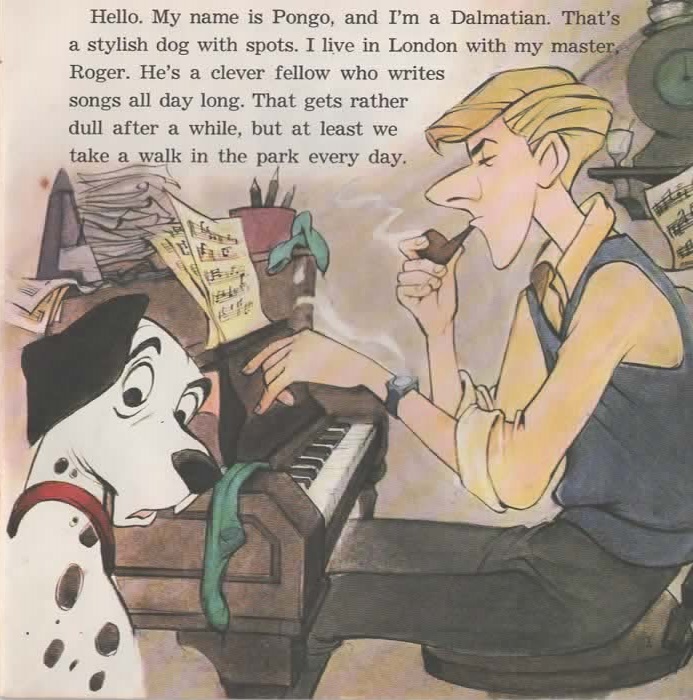 Hello. My name is Pongo, and I'm a Dalmatian. That's
a stylish dog with spots. I live in London with my master,
Roger. He's a clever fellow who writes
songs all day long. That gets rather
dull after a while, but at least we
take a walk in the park every day.